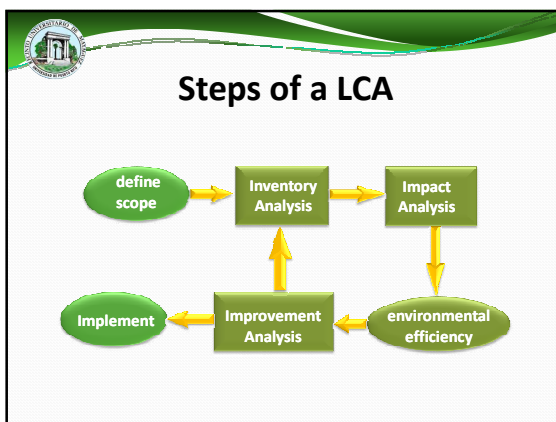 Steps of a LCA
define
scope
Inventory
Analysis
Impact
Analysis
environmental
efficiency
Improvement
Analysis
Implement